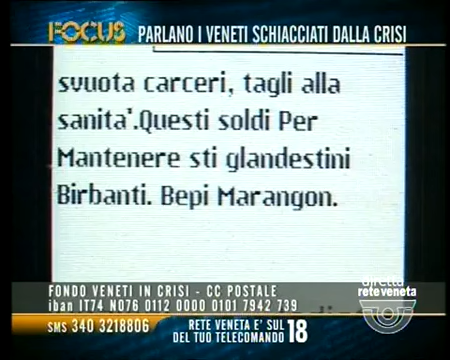 FOCUS
PARLANO I VENETI SCHIACCIATI DALLA CRISI
svuota carceri, tagli alla
sanita'.Questi soldi Per
Mantenere sti glandestini
Birbanti. Bepi Marangon.
diretta
reteveneta
FONDO VENETI IN CRISI - CC POSTALE
iban IT74 N076 0112 0000 0101 7942 739
SMS 340 3218806
RETE VENETA E' SUL
DEL TUO TELECOMANDO 18